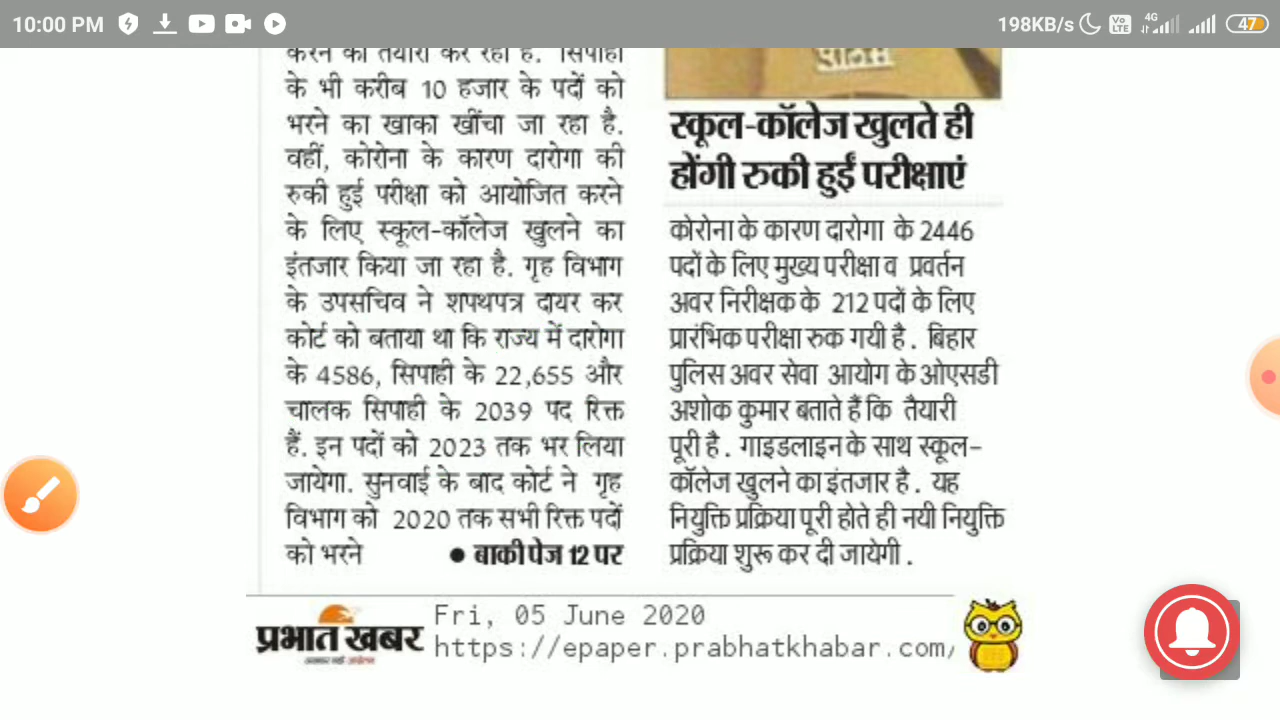 10:00 PM
198KB/s
Vo LTE
4G
47
करने की तैयारी कर रहा है. सिपाही
के भी करीब 10 हजार के पदों को
भरने का खाका खींचा जा रहा है.
वहीं, कोरोना के कारण दारोगा की
रुकी हुई परीक्षा को आयोजित करने
के लिए स्कूल-कॉलेज खुलने का
इंतजार किया जा रहा है. गृह विभाग
के उपसचिव ने शपथपत्र दायर कर
कोर्ट को बताया था कि राज्य में दारोगा
के 4586, सिपाही के 22,655 और
चालक सिपाही के 2039 पद रिक्त
हैं. इन पदों को 2023 तक भर लिया
जायेगा. सुनवाई के बाद कोर्ट ने गृह
विभाग को 2020 तक सभी रिक्त पदों
को भरने ● बाकी पेज 12 पर
स्कूल-कॉलेज खुलते ही
होंगी रुकी हुईं परीक्षाएं
कोरोना के कारण दारोगा के 2446
पदों के लिए मुख्य परीक्षा व प्रवर्तन
अवर निरीक्षक के 212 पदों के लिए
प्रारंभिक परीक्षा रुक गयी है . बिहार
पुलिस अवर सेवा आयोग के ओएसडी
अशोक कुमार बताते हैं कि तैयारी
पूरी है . गाइडलाइन के साथ स्कूल-
कॉलेज खुलने का इंतजार है . यह
नियुक्ति प्रक्रिया पूरी होते ही नयी नियुक्ति
प्रक्रिया शुरू कर दी जायेगी .
प्रभात खबर
Fri, 05 June 2020
https://epaper.prabhatkhabar.com/